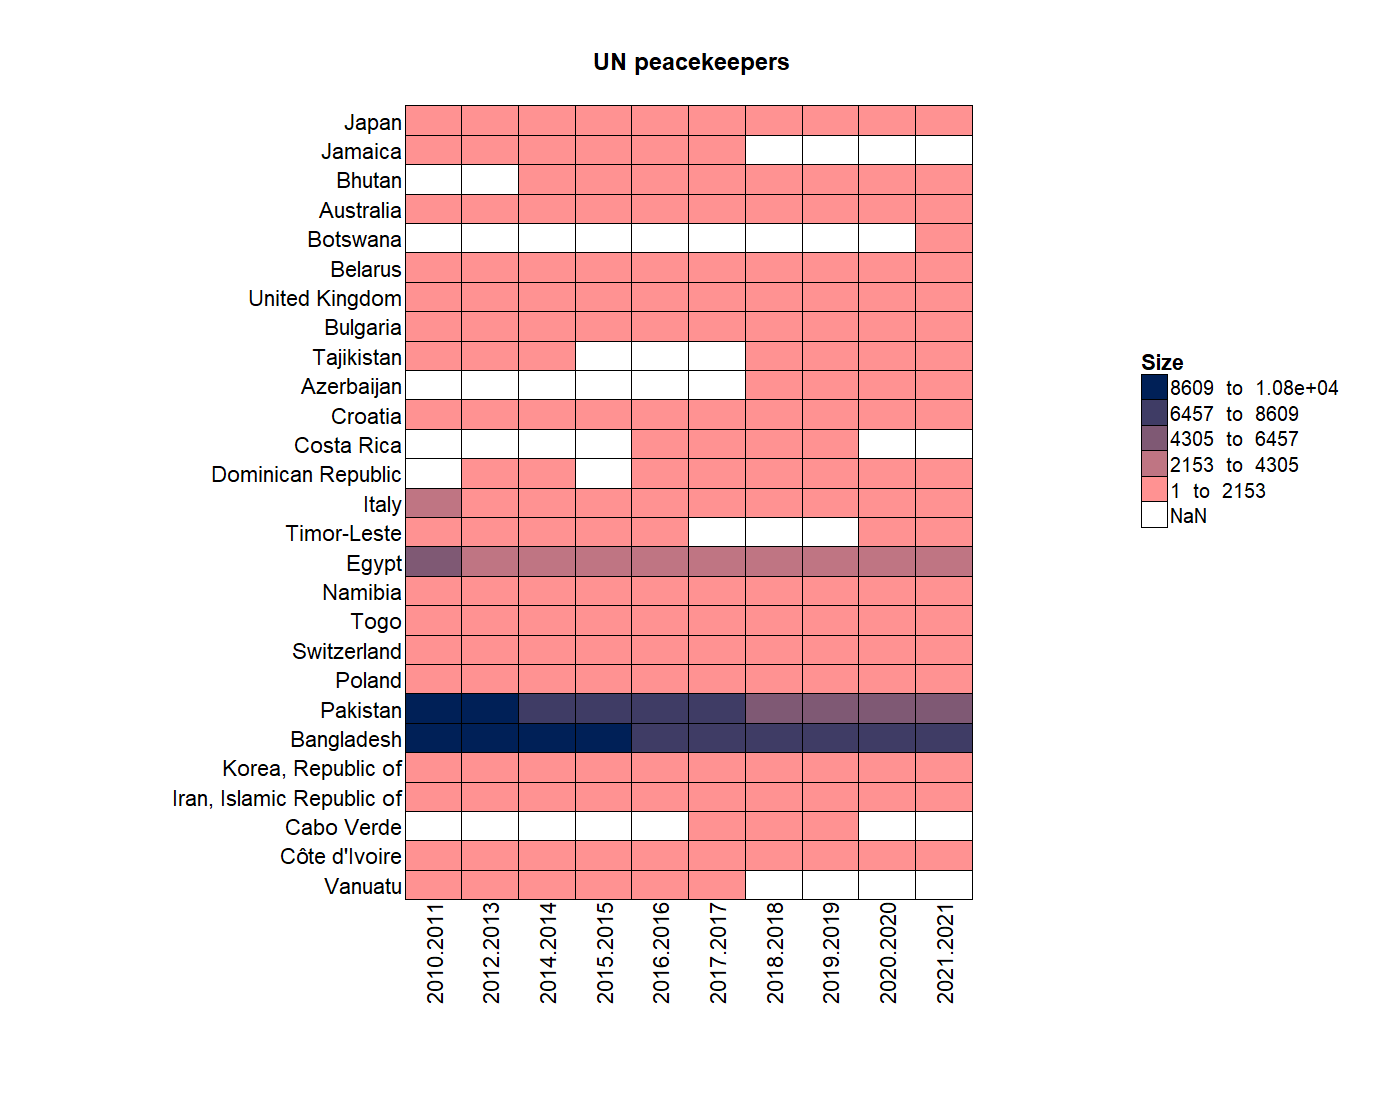 UN peacekeepers
Japan
Jamaica
Bhutan
Australia
Botswana
Belarus
United Kingdom
Bulgaria
Tajikistan
Azerbaijan
Croatia
Costa Rica
Dominican Republic
Italy
Timor-Leste
Egypt
Namibia
Togo
Switzerland
Poland
Pakistan
Bangladesh
Korea, Republic of
Iran, Islamic Republic of
Cabo Verde
Côte d'Ivoire
Vanuatu
2010.2011
2012.2013
2014.2014
2015.2015
2016.2016
2017.2017
2018.2018
2019.2019
2020.2020
2021.2021
Size
8609 to 1.08e+04
6457 to 8609
4305 to 6457
2153 to 4305
1 to 2153
NaN